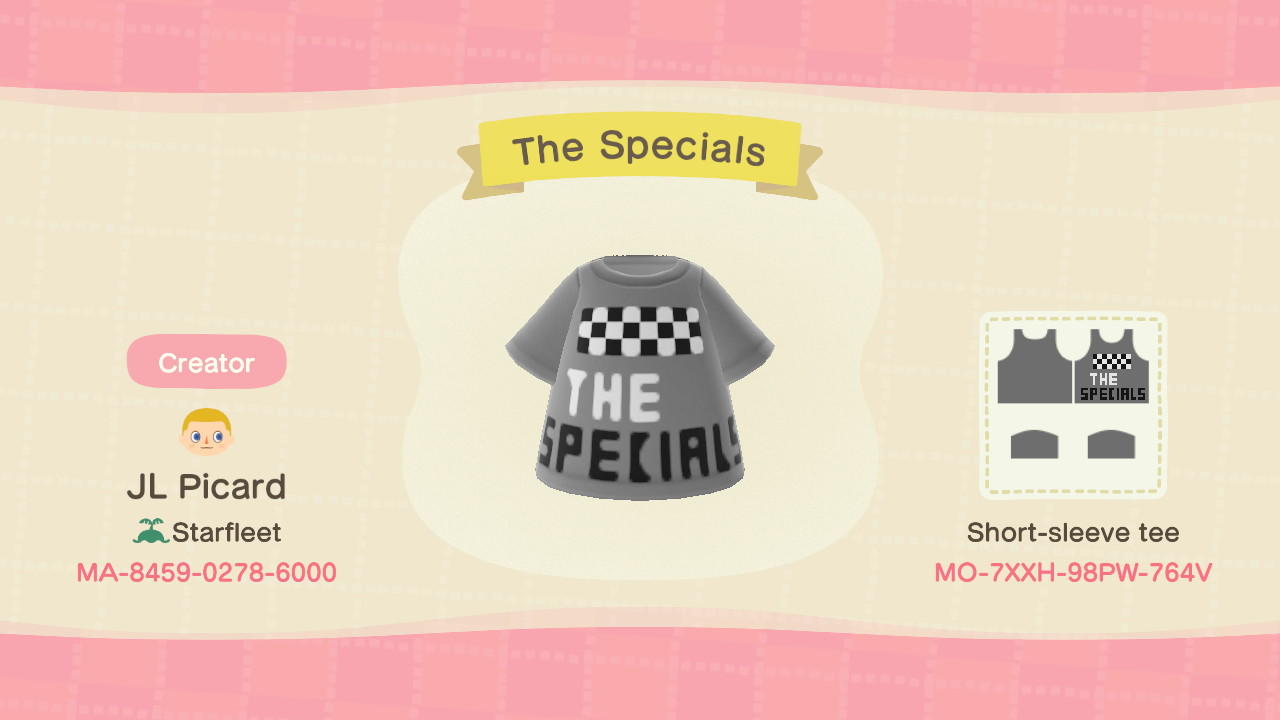 The Specials
THE
SPECIALS
Creator
JL Picard
Starfleet
MA-8459-0278-6000
THE
SPECIALS
Short-sleeve tee
MO-7XXH-98PW-764V